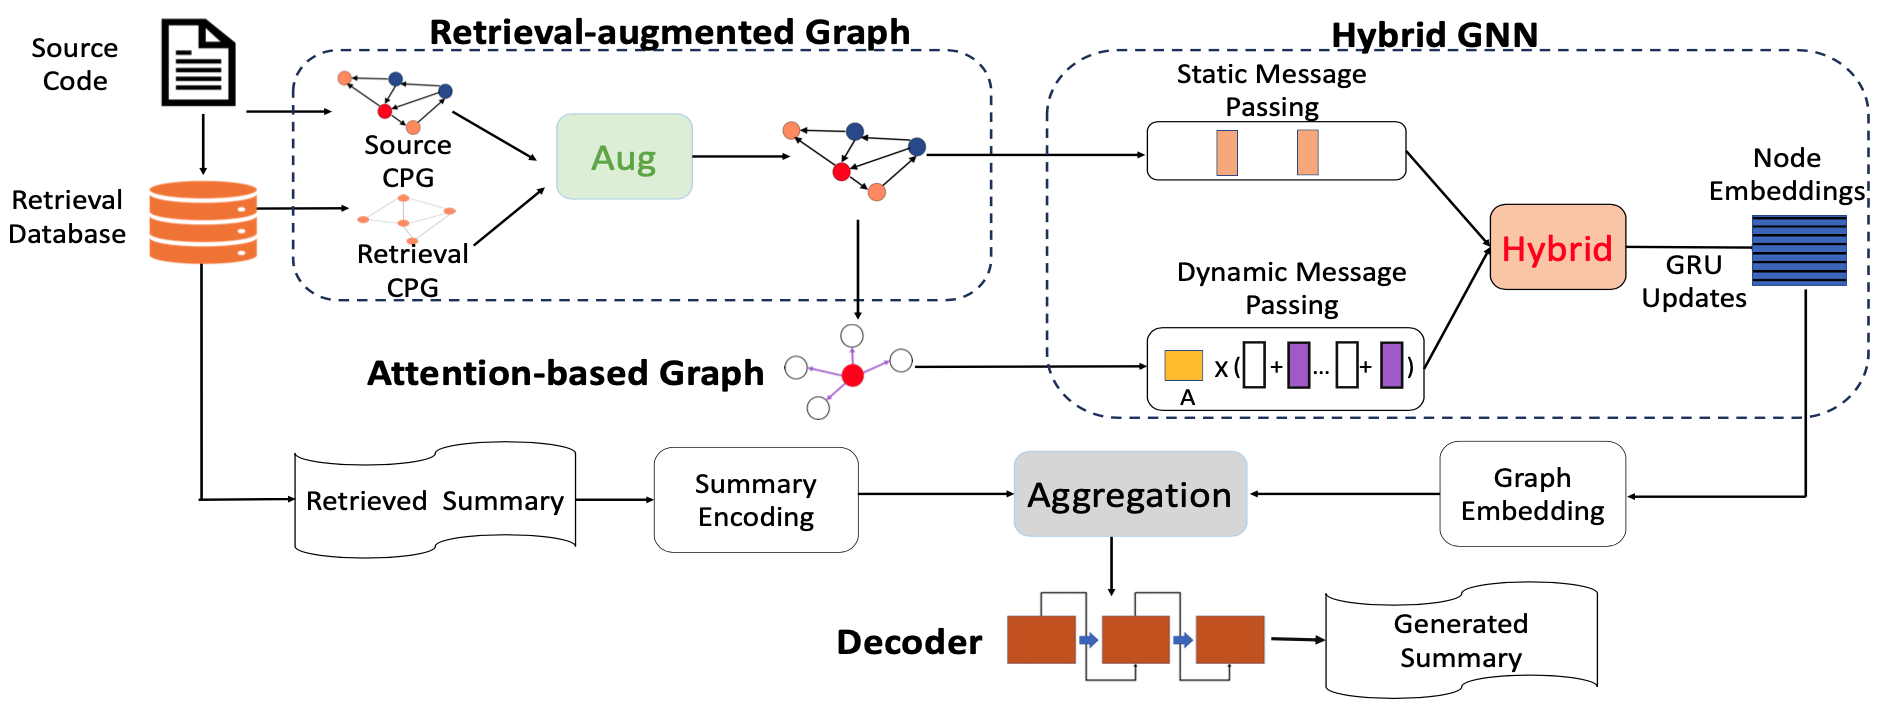 Retrieval-augmented Graph
Hybrid GNN
Source
Code
Static Message
Passing
Source
CPG
Aug
Node
Embeddings
Retrieval
Database
Retrieval
CPG
Hybrid
GRU
Updates
Dynamic Message
Passing
Attention-based Graph
x ( + ... + )
A
Retrieved Summary
Summary
Encoding
Aggregation
Graph
Embedding
Decoder
Generated
Summary